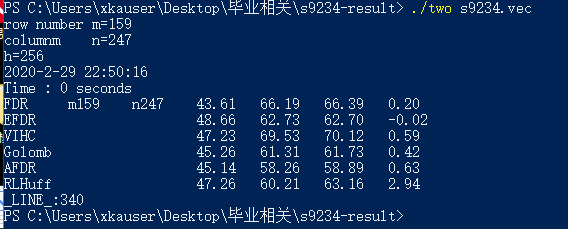 PS C:\Users\xkauser\Desktop\毕业相关\s9234-result> ./two s9234.vec
row number m=159
columnm    n=247
h=256
2020-2-29 22:50:16
Time : 0 seconds
FDR    m159    n247    43.61    66.19    66.39    0.20
EFDR    48.66    62.73    62.70    -0.02
VIHC    47.23    69.53    70.12    0.59
Golomb    45.26    61.31    61.73    0.42
AFDR    45.14    58.26    58.89    0.63
RLHuff    47.26    60.21    63.16    2.94
_LINE_:340
PS C:\Users\xkauser\Desktop\毕业相关\s9234-result>